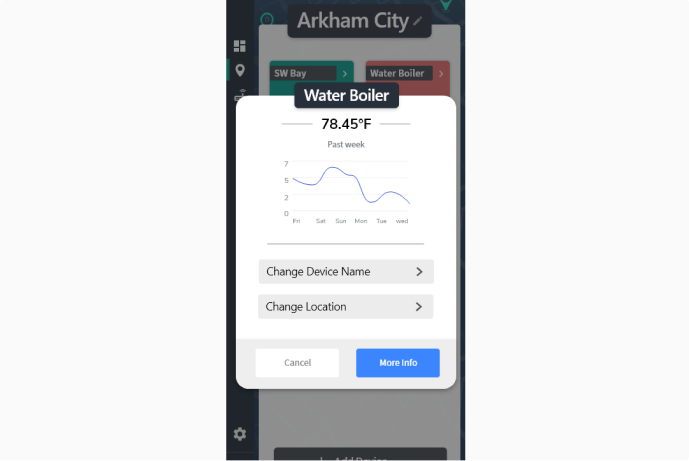 Arkham City
SW Bay
Water Boiler
Water Boiler
78.45°F
Past week
7
5
2
0
Fri Sat Sun Mon Tue wed
Change Device Name
Change Location
Cancel More Info
Add Device